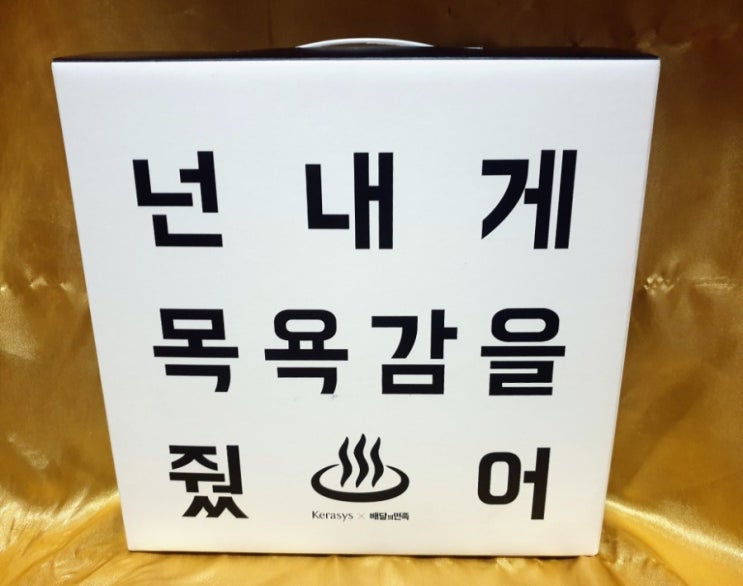 넌 내 게
목욕감을
줬 어
Kerasys × 배달의민족